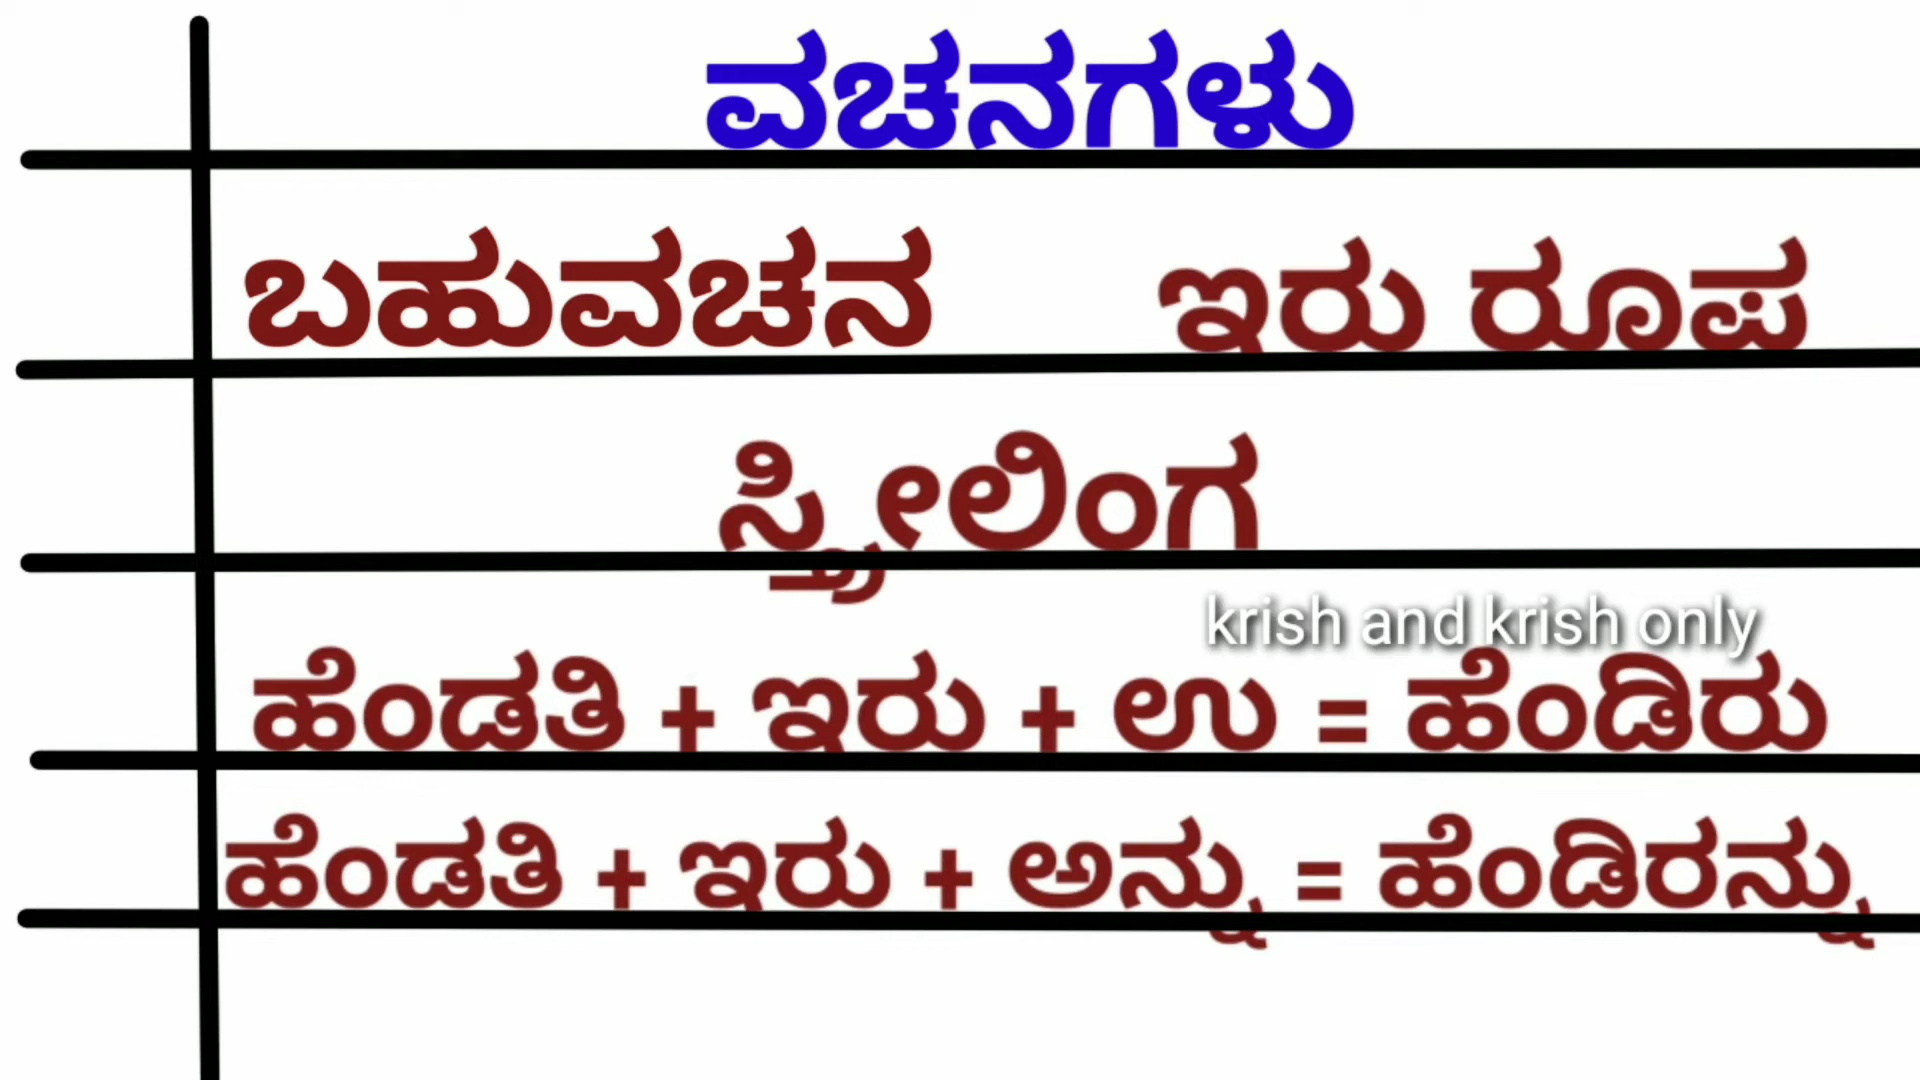 ವಚನಗಳು
ಬಹುವಚನ ಇರು ರೂಪ
ಸ್ತ್ರೀಲಿಂಗ
krish and krish only
ಹೆಂಡತಿ + ಇರು + ಉ = ಹೆಂಡಿರು
ಹೆಂಡತಿ + ಇರು + ಅನ್ನು = ಹೆಂಡಿರನ್ನು